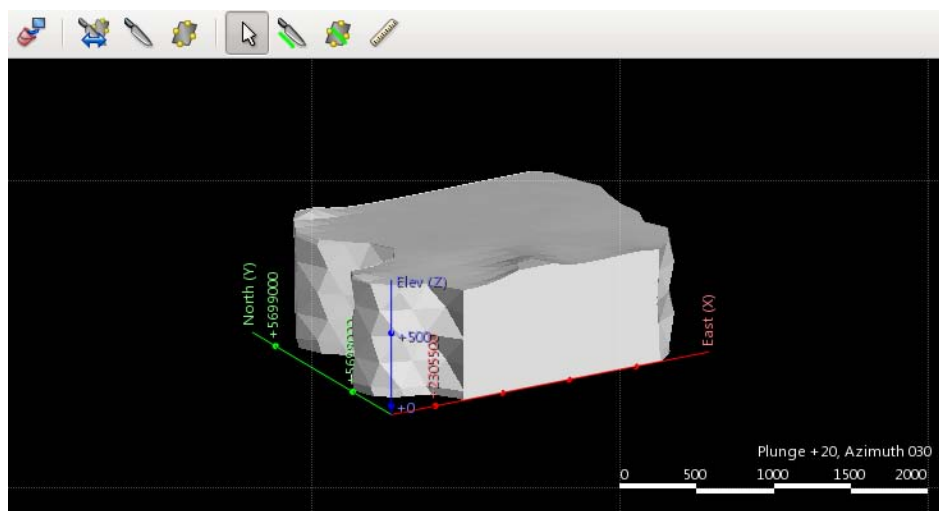 Elev (Z)
North (Y)
+5699000
+500
East (X)
+0
Plunge +20, Azimuth 030
0 500 1000 1500 2000